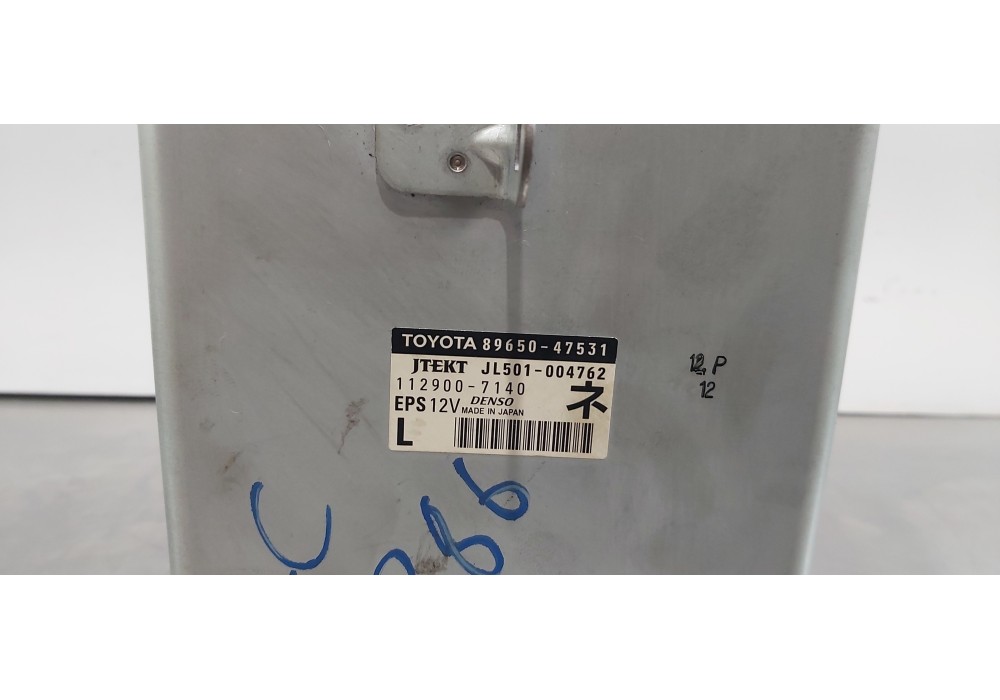 TOYOTA 89650-47531
JTEKT JL501-004762
112900-7140
EPS 12V DENSO MADE IN JAPAN
ネ
L
12, P
12
C